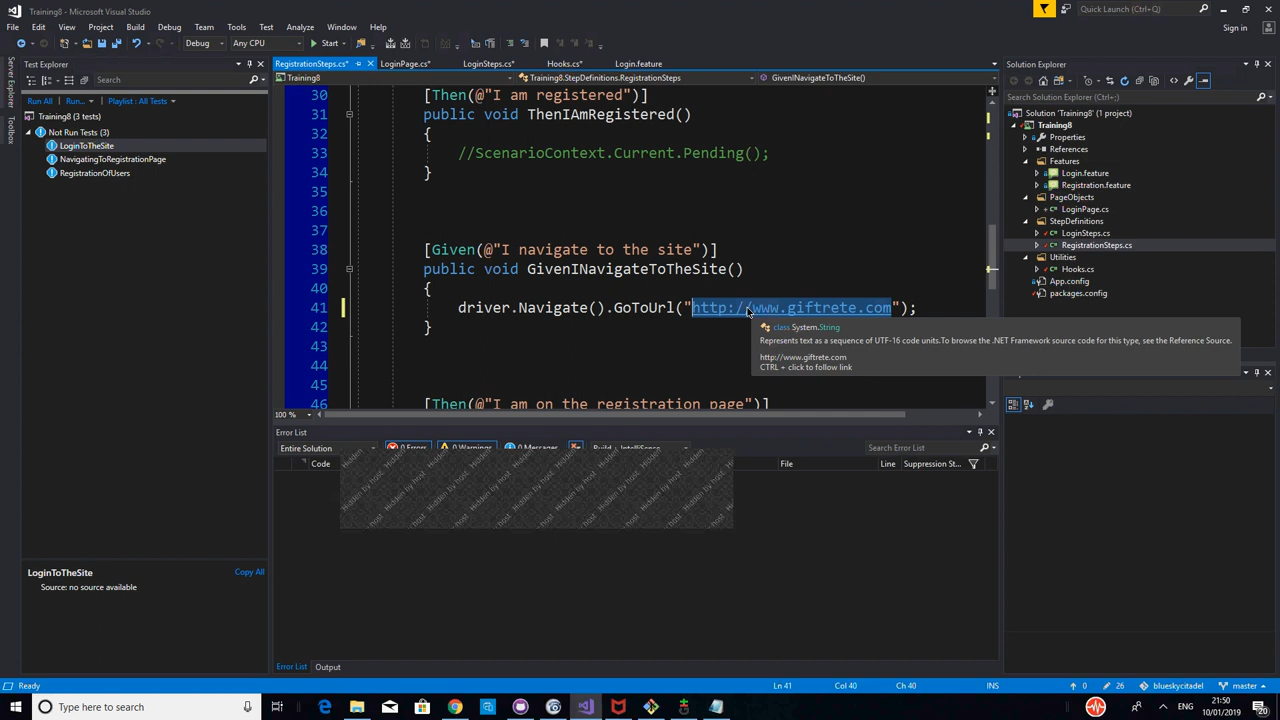 Training8 - Microsoft Visual Studio
Quick Launch (Ctrl+Q)
File Edit View Project Build Debug Team Tools Test Analyze Window Help
Sign in
Debug Any CPU Start
Server Explorer
Toolbox
Test Explorer
Search
Run All | Run... | Playlist : All Tests
Training8 (3 tests)
Not Run Tests (3)
LoginToTheSite
NavigatingToRegistrationPage
RegistrationOfUsers
LoginToTheSite Copy All
Source: no source available
RegistrationSteps.cs* LoginPage.cs* LoginSteps.cs* Hooks.cs* Login.feature
Training8 Training8.StepDefinitions.RegistrationSteps GivenINavigateToTheSite()
30 [Then(@"I am registered")]
31 public void ThenIAmRegistered()
32 {
33 //ScenarioContext.Current.Pending();
34 }
35
36
37
38 [Given(@"I navigate to the site")]
39 public void GivenINavigateToTheSite()
40 {
41 driver.Navigate().GoToUrl("http://www.giftrete.com");
42 }
43
44
45
46 [Then(@"I am on the registration page")]
class System.String
Represents text as a sequence of UTF-16 code units.To browse the .NET Framework source code for this type, see the Reference Source.
http://www.giftrete.com
CTRL + click to follow link
100 %
Error List
Entire Solution 0 Errors 0 Warnings 0 Messages Build + IntelliSense Search Error List
Code File Line Suppression St...
Hidden by host
Error List Output
Solution Explorer
Search Solution Explorer (Ctrl+;)
Solution 'Training8' (1 project)
Training8
Properties
References
Features
Login.feature
Registration.feature
PageObjects
LoginPage.cs
StepDefinitions
LoginSteps.cs
RegistrationSteps.cs
Utilities
Hooks.cs
App.config
packages.config
Ready Ln 41 Col 40 Ch 40 INS 0 26 blueskycitadel master
Type here to search
21:50
10/01/2019